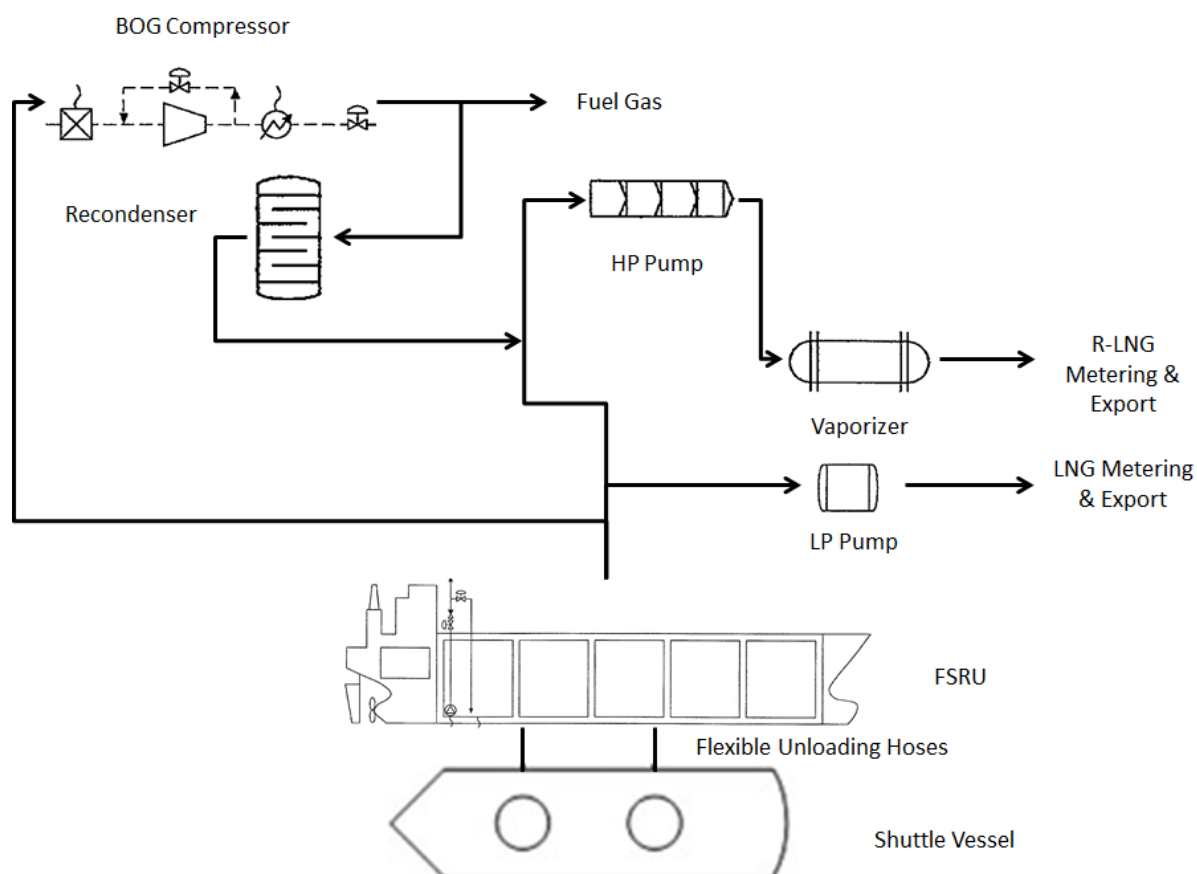 BOG Compressor
Fuel Gas
Recondenser
HP Pump
R-LNG
Metering &
Export
Vaporizer
LNG Metering
& Export
LP Pump
FSRU
Flexible Unloading Hoses
Shuttle Vessel